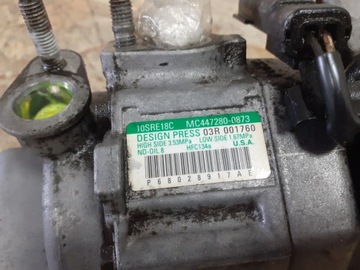 10SRE18C MC447280-0873
DESIGN PRESS 03R 001760
HIGH SIDE 3.53MPa LOW SIDE 1.67MPa
ND-OIL 8 HFC134a U.S.A.
P68028917AE